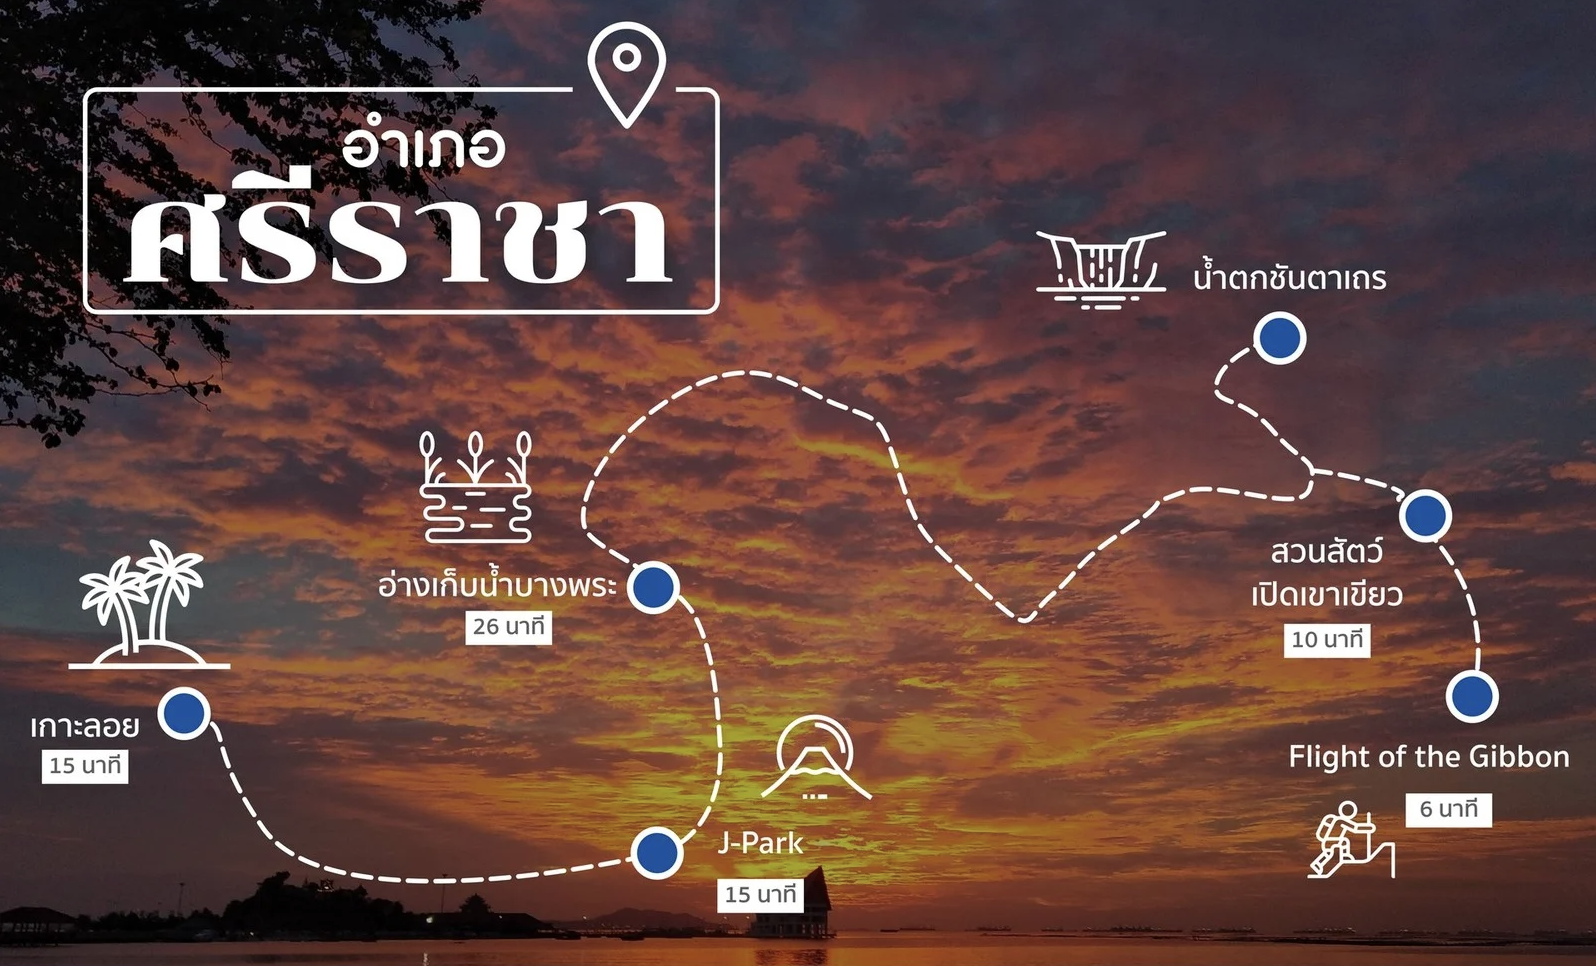 อำเภอ
ศรีราชา
น้ำตกชันตาเถร
อ่างเก็บน้ำบางพระ
26 นาที
สวนสัตว์
เปิดเขาเขียว
10 นาที
เกาะลอย
15 นาที
J-Park
15 นาที
Flight of the Gibbon
6 นาที